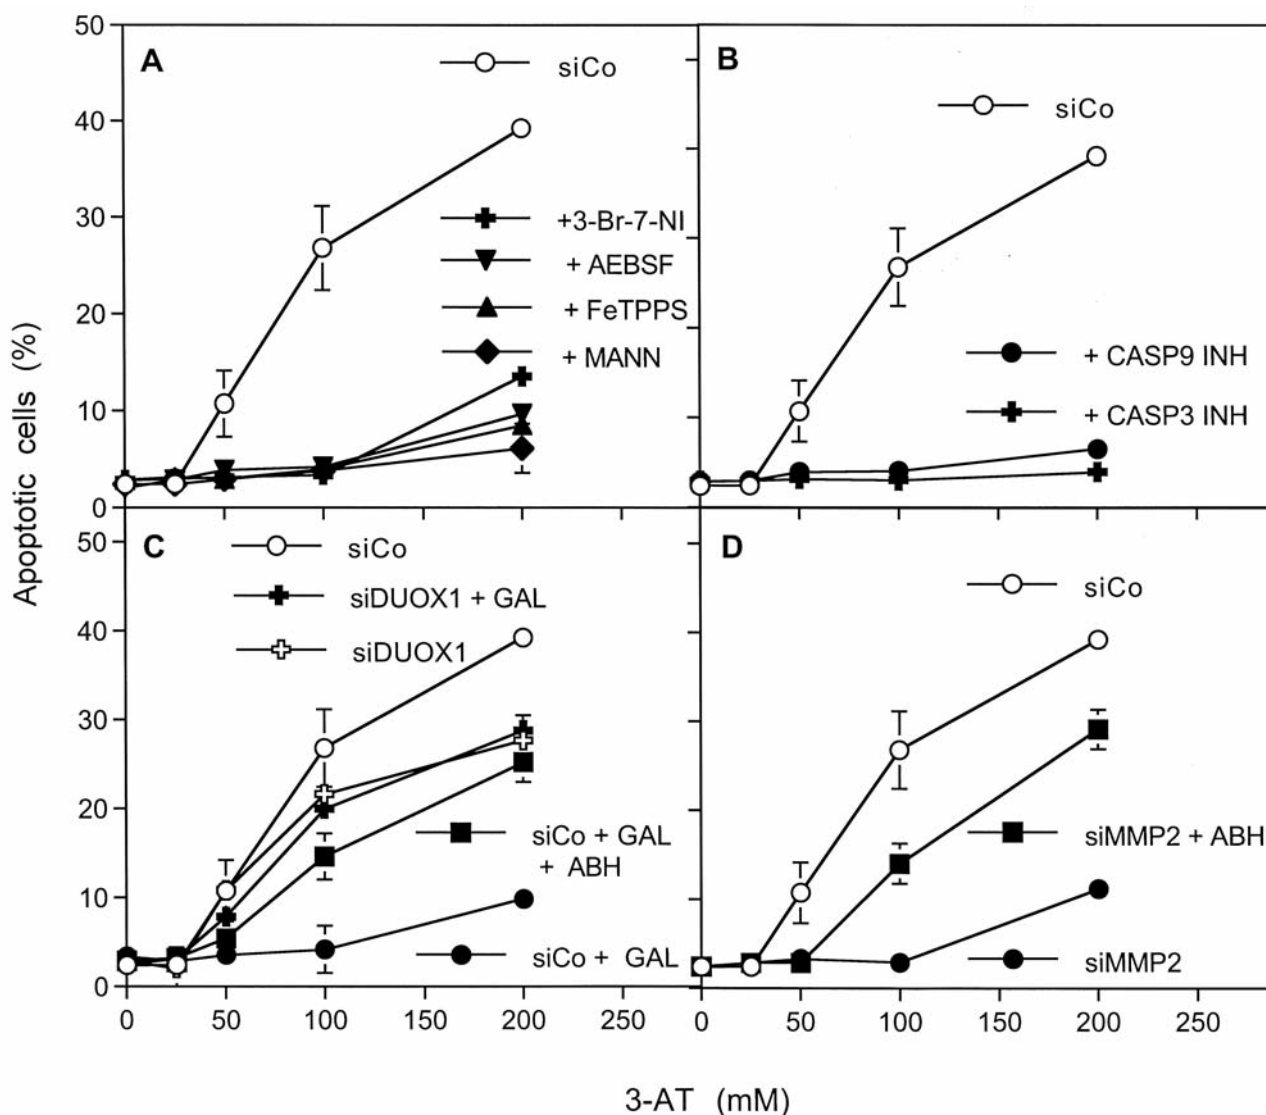 50
A
siCo
B
siCo
40
30
+3-Br-7-NI
+ AEBSF
+ FeTPPS
20
+ MANN
+ CASP9 INH
+ CASP3 INH
10
0
Apoptotic cells (%)
50
C
siCo
D
siCo
siDUOX1 + GAL
siDUOX1
40
30
20
siCo + GAL
+ ABH
siMMP2 + ABH
10
siCo + GAL
siMMP2
0
0 50 100 150 200 250
0 50 100 150 200 250
3-AT (mM)